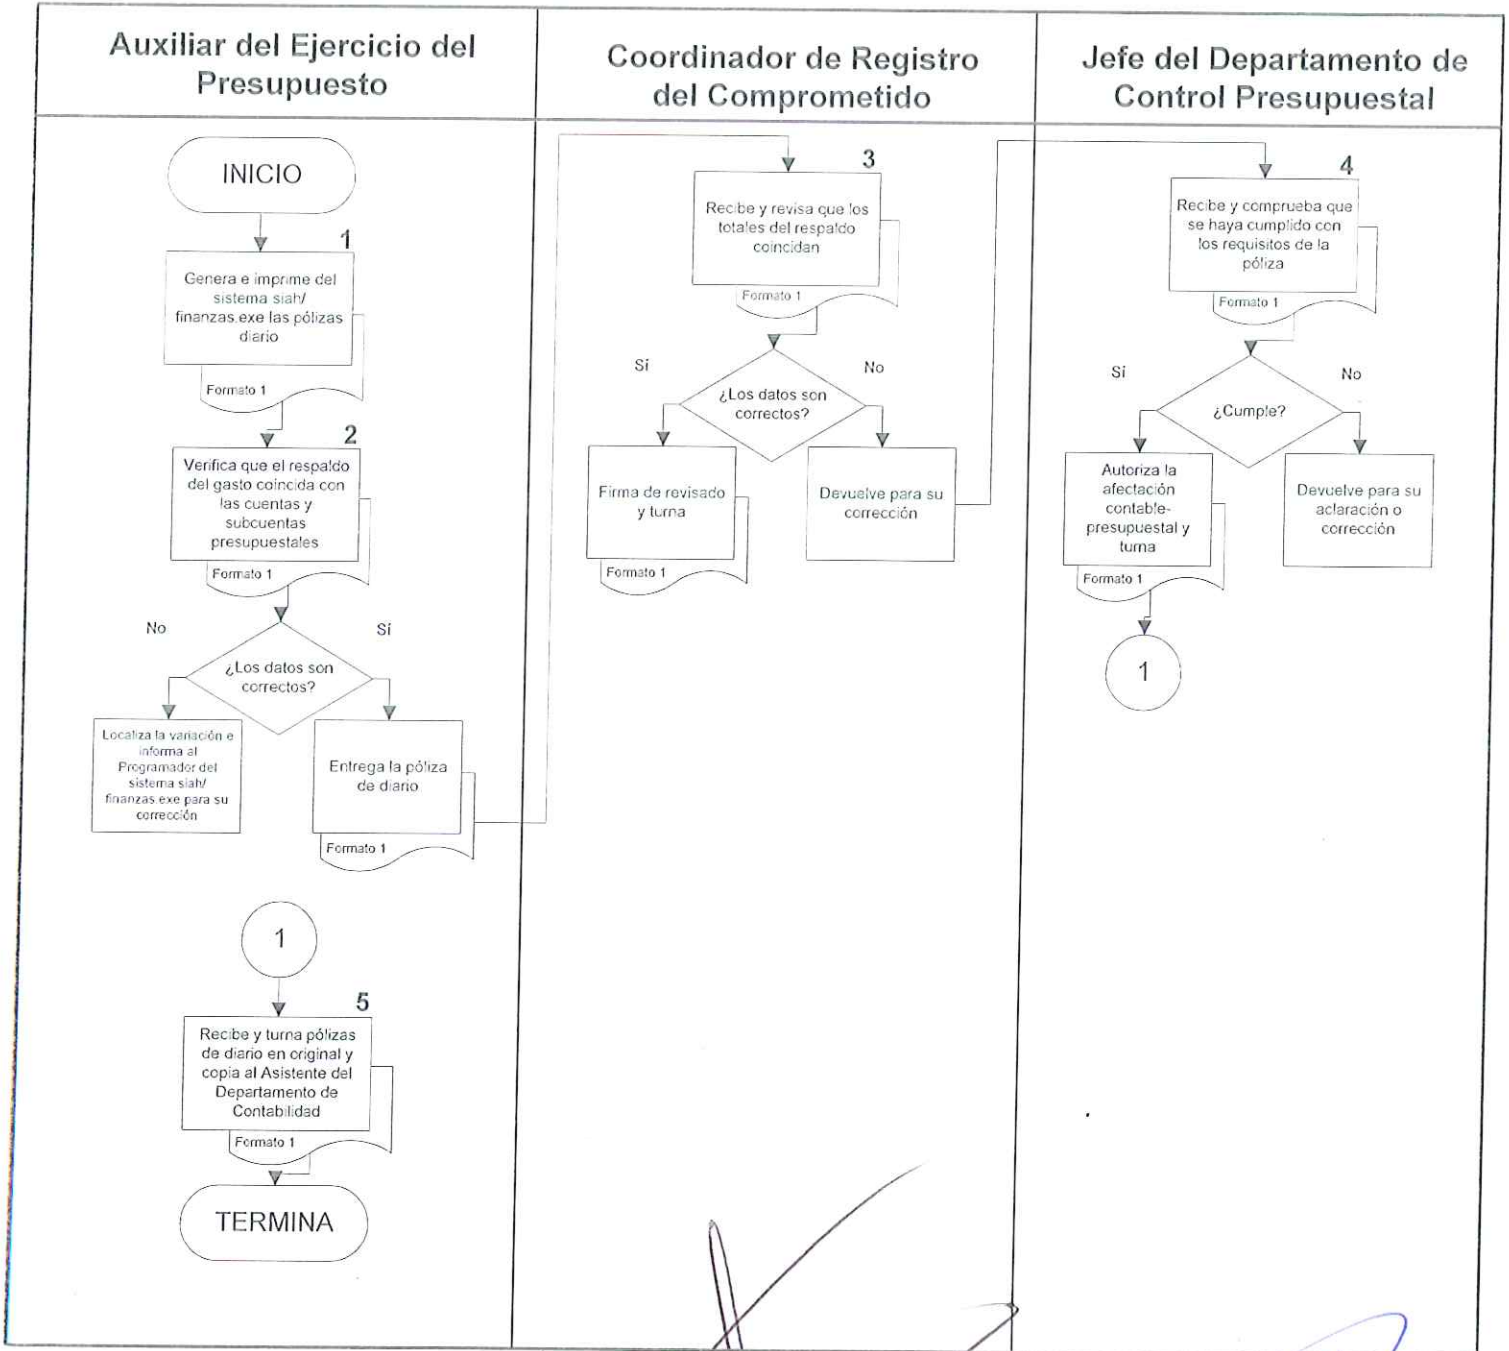 Auxiliar del Ejercicio del
Presupuesto
Coordinador de Registro
del Comprometido
Jefe del Departamento de
Control Presupuestal
INICIO
1
Genera e imprime del
sistema siah/
finanzas.exe las pólizas
diario
Formato 1
2
Verifica que el respaldo
del gasto coincida con
las cuentas y
subcuentas
presupuestales
Formato 1
No
Sí
¿Los datos son
correctos?
Localiza la variación e
informa al
Programador del
sistema siah/
finanzas.exe para su
corrección
Entrega la póliza
de diario
Formato 1
1
5
Recibe y turna pólizas
de diario en original y
copia al Asistente del
Departamento de
Contabilidad
Formato 1
TERMINA
3
Recibe y revisa que los
totales del respaldo
coincidan
Formato 1
Sí
No
¿Los datos son
correctos?
Firma de revisado
y turna
Formato 1
Devuelve para su
corrección
4
Recibe y comprueba que
se haya cumplido con
los requisitos de la
póliza
Formato 1
Sí
No
¿Cumple?
Autoriza la
afectación
contable-
presupuestal y
turna
Formato 1
Devuelve para su
aclaración o
corrección
1